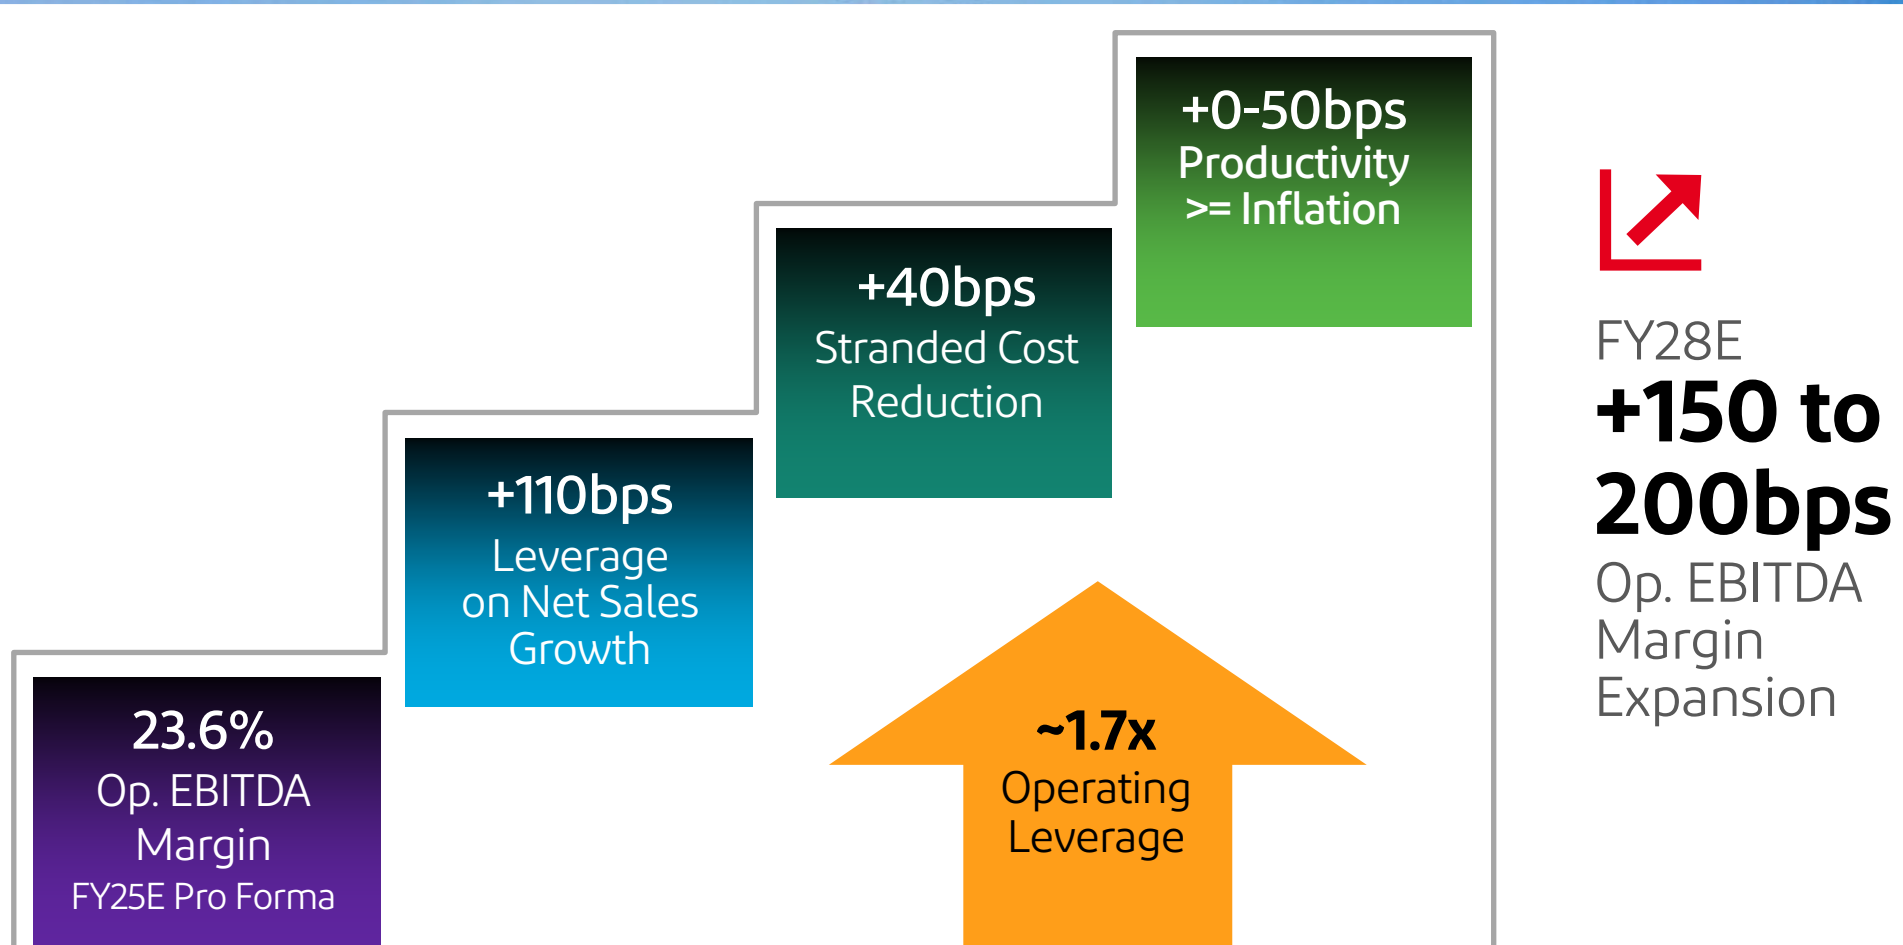 +0-50bps
Productivity
>= Inflation
+40bps
Stranded Cost
Reduction
+110bps
Leverage
on Net Sales
Growth
23.6%
Op. EBITDA
Margin
FY25E Pro Forma
~1.7x
Operating
Leverage
FY28E
+150 to
200bps
Op. EBITDA
Margin
Expansion